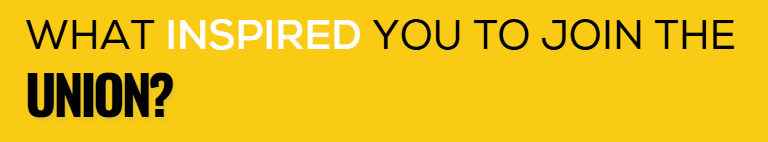 WHAT INSPIRED YOU TO JOIN THE
UNION?